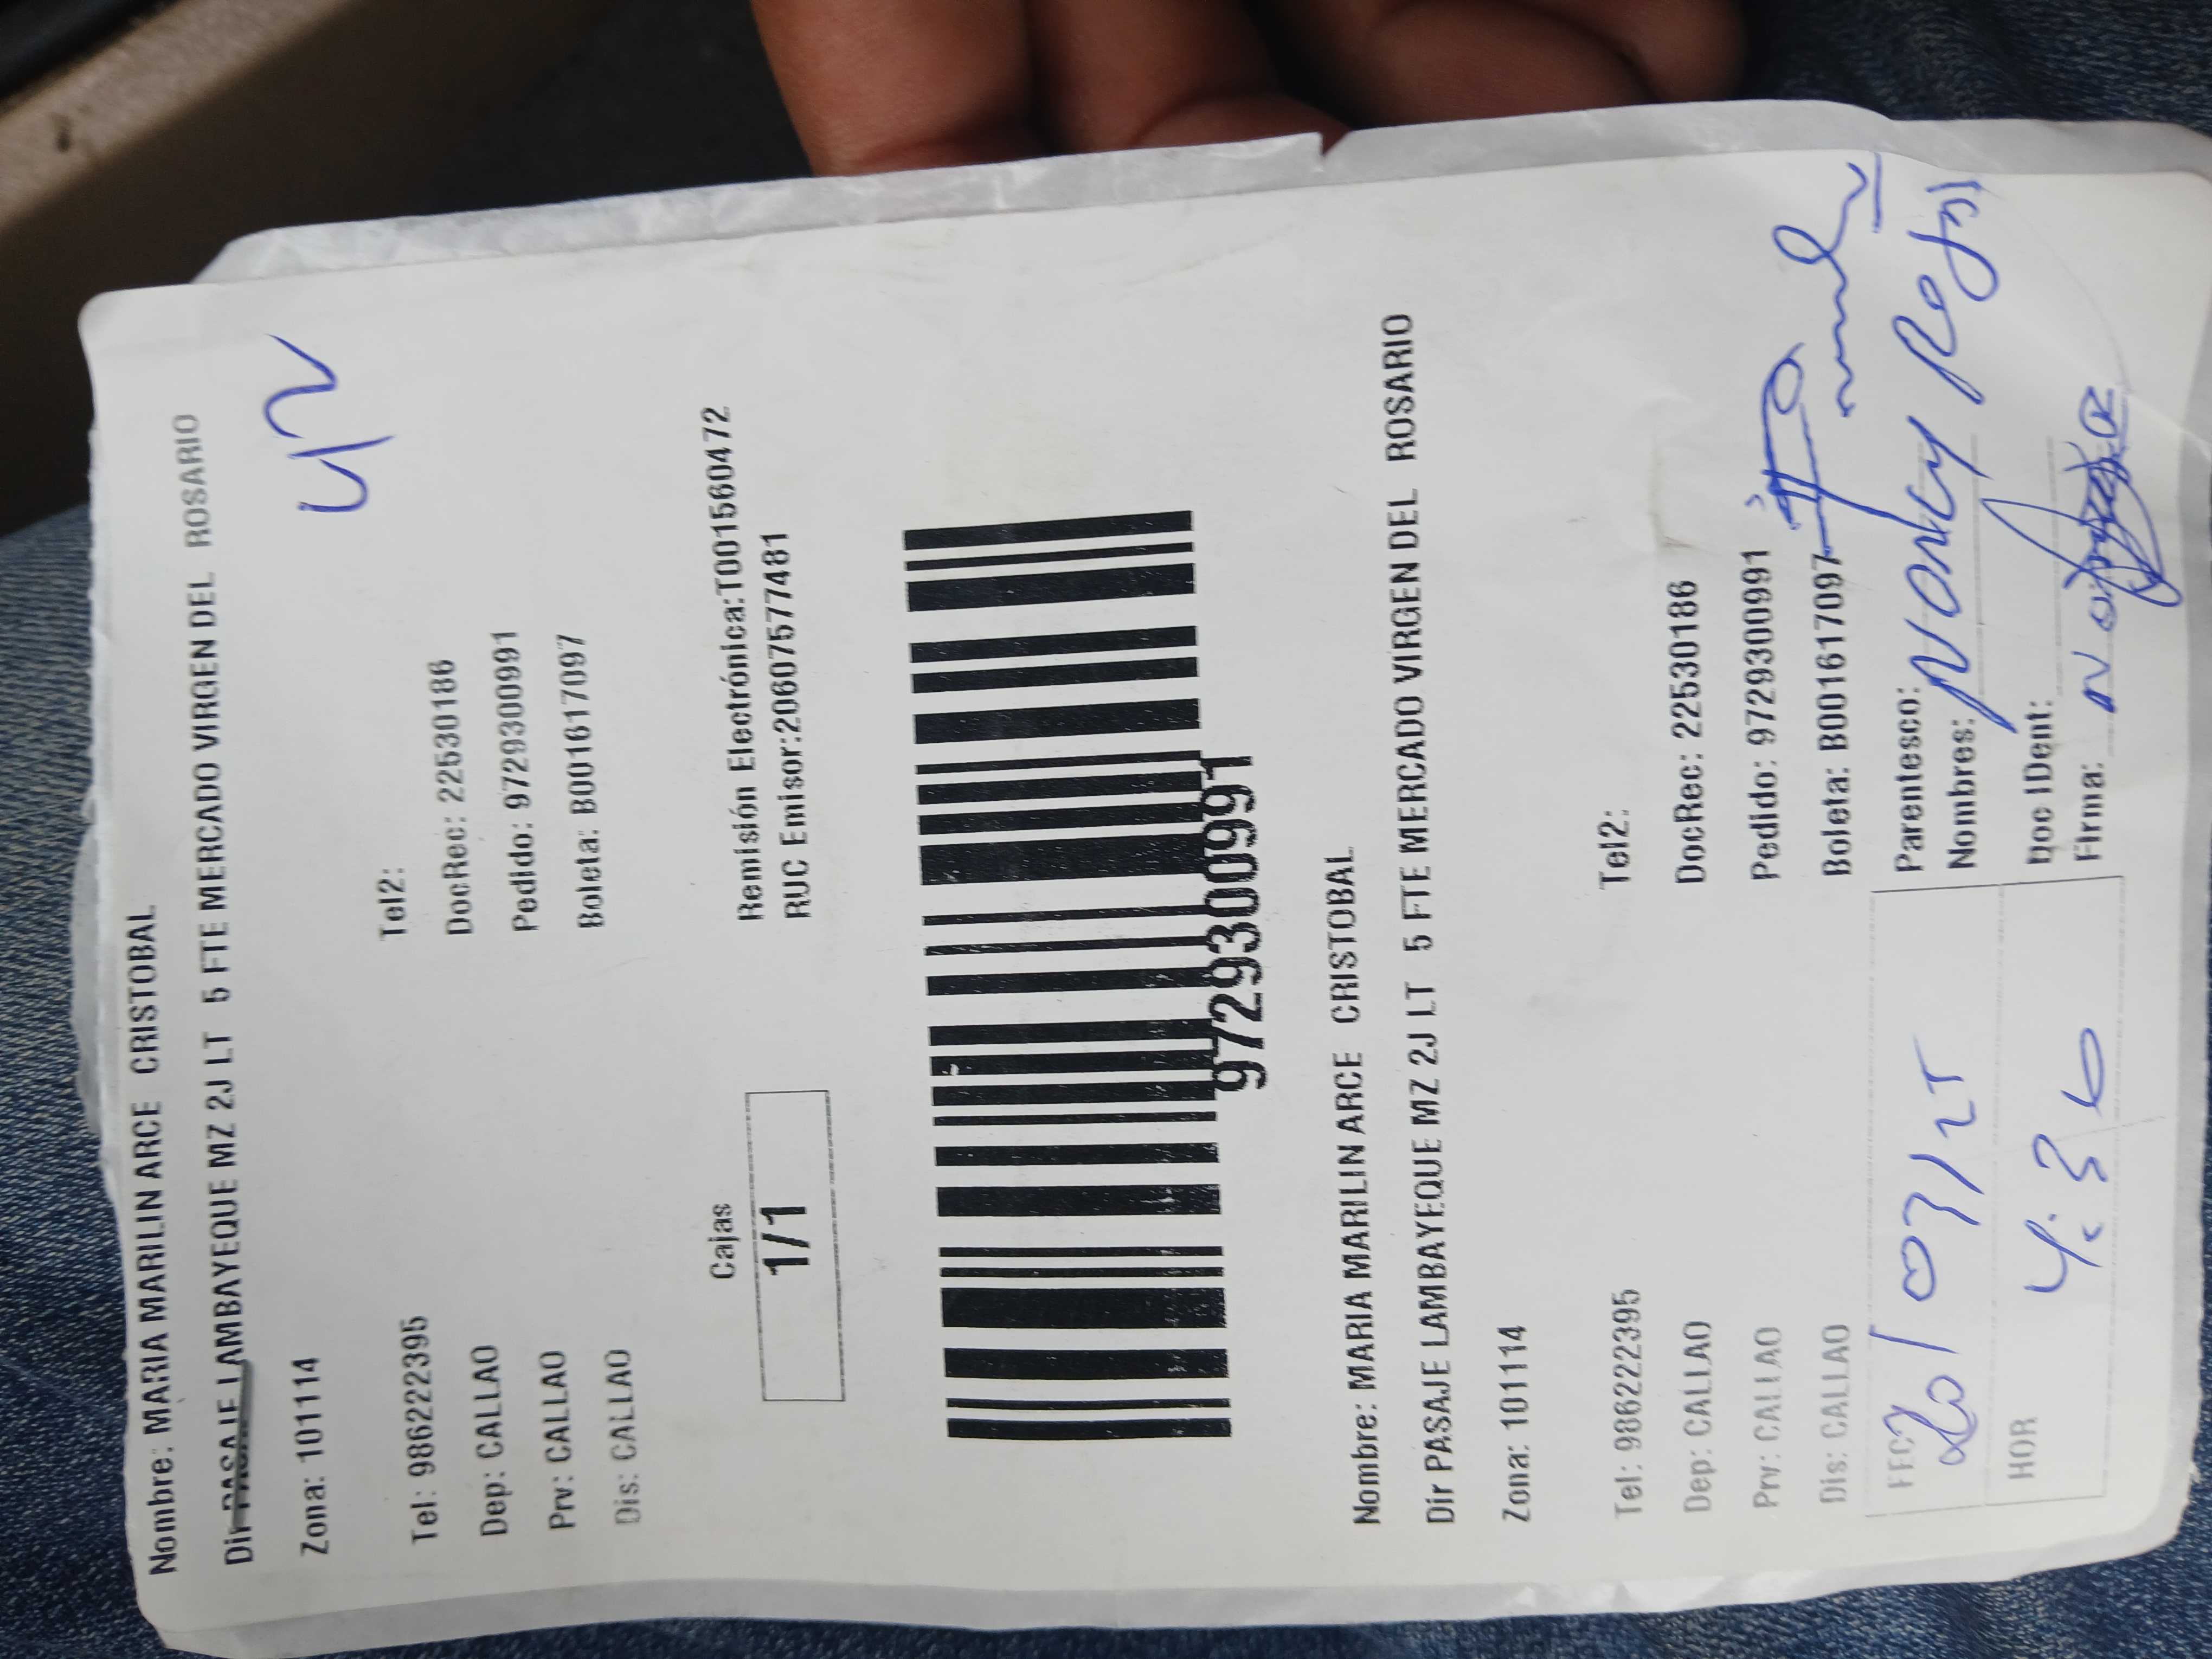 Nombre: MARIA MARILIN ARCE CRISTOBAL
Dir PASAJE LAMBAYEQUE MZ 2J LT 5 FTE MERCADO VIRGEN DEL ROSARIO
Zona: 101114
Tel: 986222395 Tel2:
Dep: CALLAO DocRec: 22530186
Prv: CALLAO Pedido: 9729300991
Dis: CALLAO Boleta: B001617097
Cajas Remisión Electrónica:T001560472
1/1 RUC Emisor:20607577481
9729300991
Nombre: MARIA MARILIN ARCE CRISTOBAL
Dir PASAJE LAMBAYEQUE MZ 2J LT 5 FTE MERCADO VIRGEN DEL ROSARIO
Zona: 101114
Tel: 986222395 Tel2:
Dep: CALLAO DocRec: 22530186
Prv: CALLAO Pedido: 9729300991
Dis: CALLAO Boleta: B001617097
FEC Parentesco:
Nombres: Nancy Rojas
HOR 4:36 Doc IDent:
Firma: